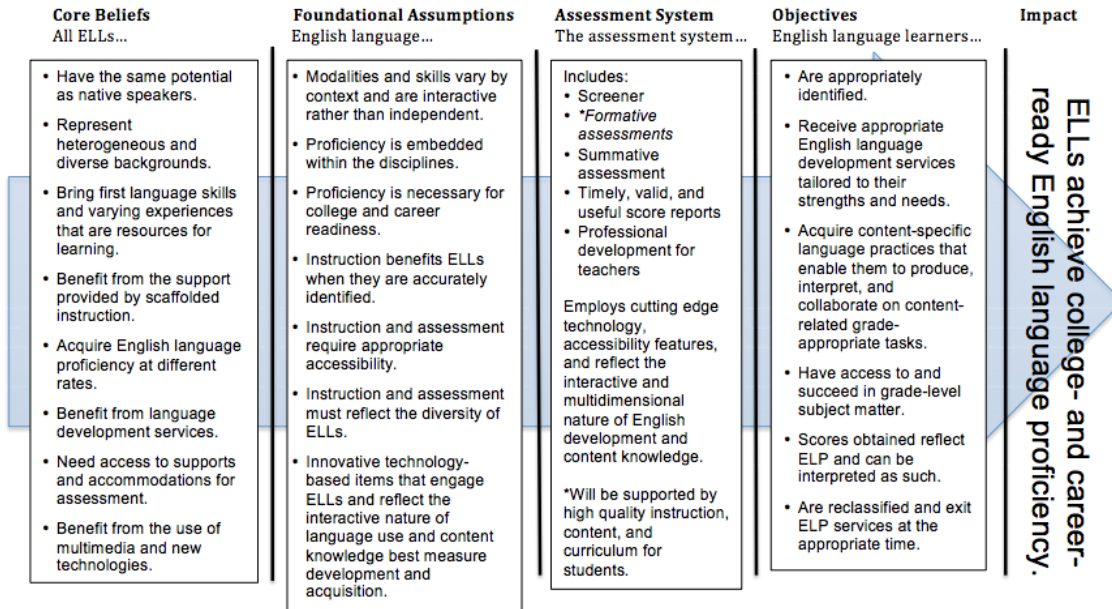 Core Beliefs
All ELLs…
• Have the same potential
as native speakers.
• Represent
heterogeneous and
diverse backgrounds.
• Bring first language skills
and varying experiences
that are resources for
learning.
• Benefit from the support
provided by scaffolded
instruction.
• Acquire English language
proficiency at different
rates.
• Benefit from language
development services.
• Need access to supports
and accommodations for
assessment.
• Benefit from the use of
multimedia and new
technologies.
Foundational Assumptions
English language…
• Modalities and skills vary by
context and are interactive
rather than independent.
• Proficiency is embedded
within the disciplines.
• Proficiency is necessary for
college and career
readiness.
• Instruction benefits ELLs
when they are accurately
identified.
• Instruction and assessment
require appropriate
accessibility.
• Instruction and assessment
must reflect the diversity of
ELLs.
• Innovative technology-
based items that engage
ELLs and reflect the
interactive nature of
language use and content
knowledge best measure
development and
acquisition.
Assessment System
The assessment system…
Includes:
• Screener
• *Formative
assessments
• Summative
assessment
• Timely, valid, and
useful score reports
• Professional
development for
teachers
Employs cutting edge
technology,
accessibility features,
and reflect the
interactive and
multidimensional
nature of English
development and
content knowledge.
*Will be supported by
high quality instruction,
content, and
curriculum for
students.
Objectives
English language learners…
• Are appropriately
identified.
• Receive appropriate
English language
development services
tailored to their
strengths and needs.
• Acquire content-specific
language practices that
enable them to produce,
interpret, and
collaborate on content-
related grade-
appropriate tasks.
• Have access to and
succeed in grade-level
subject matter.
• Scores obtained reflect
ELP and can be
interpreted as such.
• Are reclassified and exit
ELP services at the
appropriate time.
Impact
ELLs achieve college- and career-
ready English language proficiency.